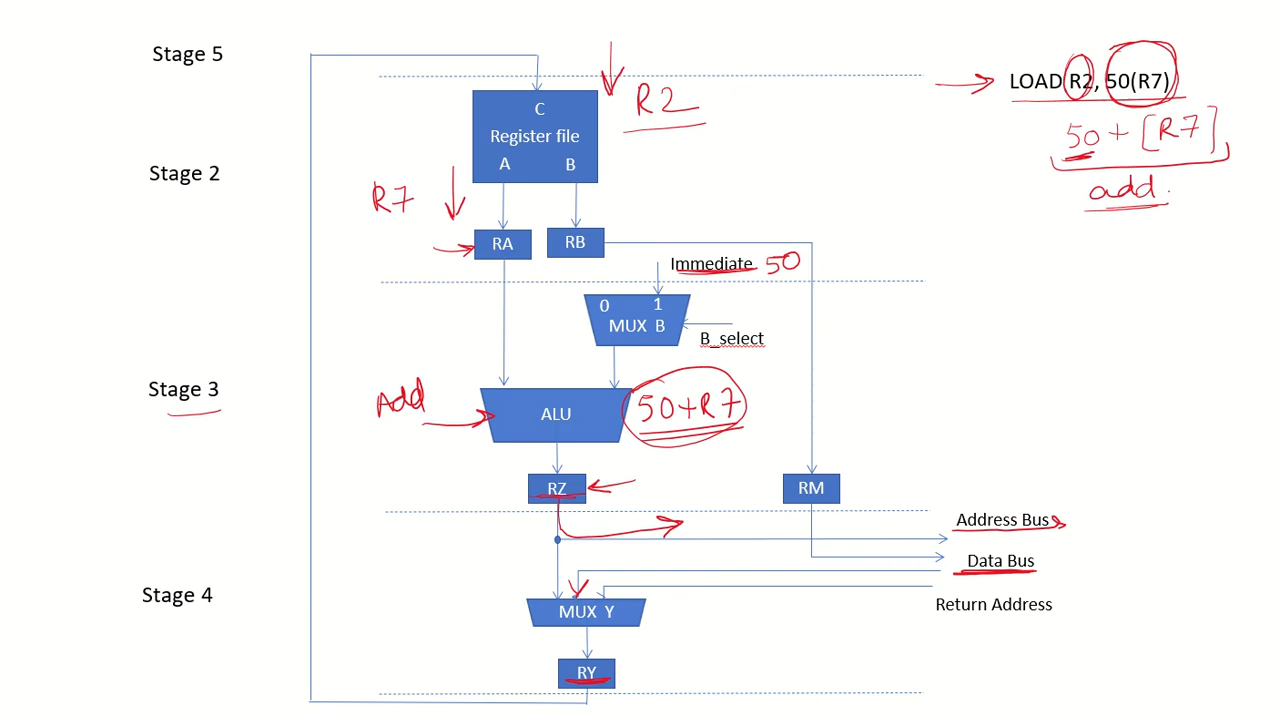 Stage 5
LOAD R2, 50(R7)
C
R2
Register file
50 + [R7]
A B
Stage 2
add.
R7
RA
RB
Immediate 50
0 1
MUX B
B_select
Stage 3
Add
ALU
50+R7
RZ
RM
Address Bus
Data Bus
Stage 4
MUX Y
Return Address
RY